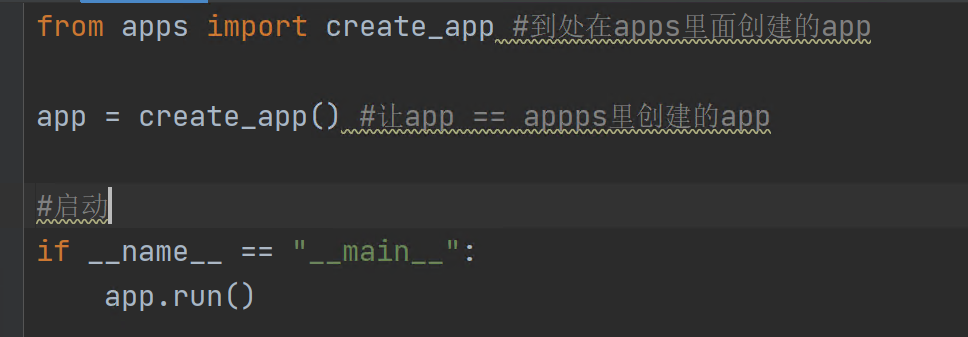 from apps import create_app #到处在apps里面创建的app
app = create_app() #让app == appps里创建的app
#启动
if __name__ == "__main__":
    app.run()